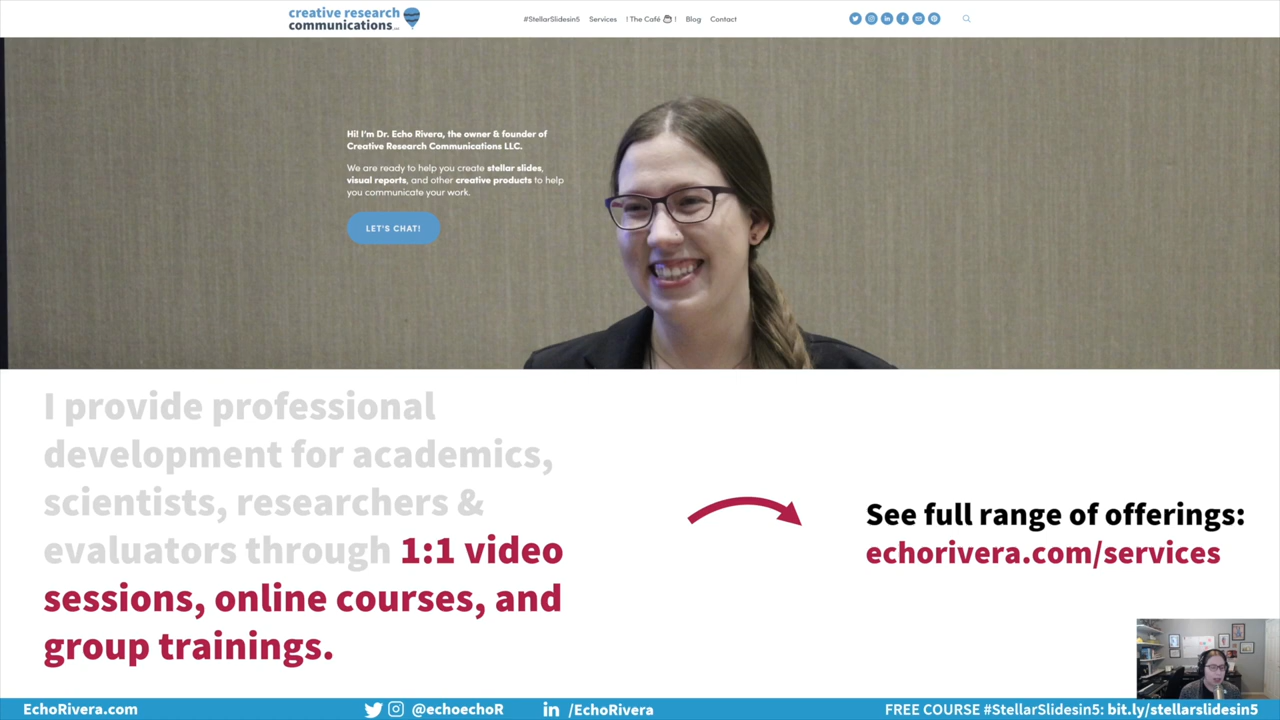 creative research
communications, LLC
#StellarSlidesin5 Services ! The Café ! Blog Contact
Hi! I'm Dr. Echo Rivera, the owner & founder of
Creative Research Communications LLC.
We are ready to help you create stellar slides,
visual reports, and other creative products to help
you communicate your work.
LET'S CHAT!
I provide professional
development for academics,
scientists, researchers &
evaluators through 1:1 video
sessions, online courses, and
group trainings.
See full range of offerings:
echorivera.com/services
EchoRivera.com @echoechoR /EchoRivera FREE COURSE #StellarSlidesin5: bit.ly/stellarslidesin5